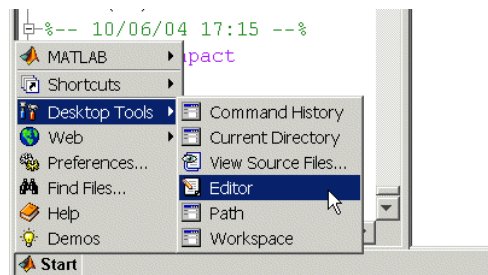 %-- 10/06/04 17:15 --%
MATLAB
Shortcuts
Desktop Tools
Web
Preferences...
Find Files...
Help
Demos
Start
Command History
Current Directory
View Source Files...
Editor
Path
Workspace